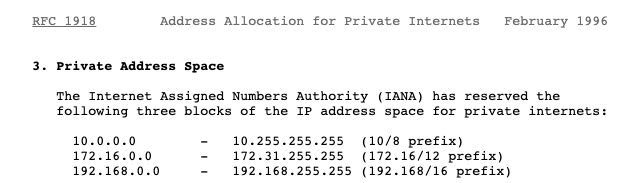 RFC 1918 Address Allocation for Private Internets February 1996
3. Private Address Space
The Internet Assigned Numbers Authority (IANA) has reserved the
following three blocks of the IP address space for private internets:
10.0.0.0 - 10.255.255.255 (10/8 prefix)
172.16.0.0 - 172.31.255.255 (172.16/12 prefix)
192.168.0.0 - 192.168.255.255 (192.168/16 prefix)